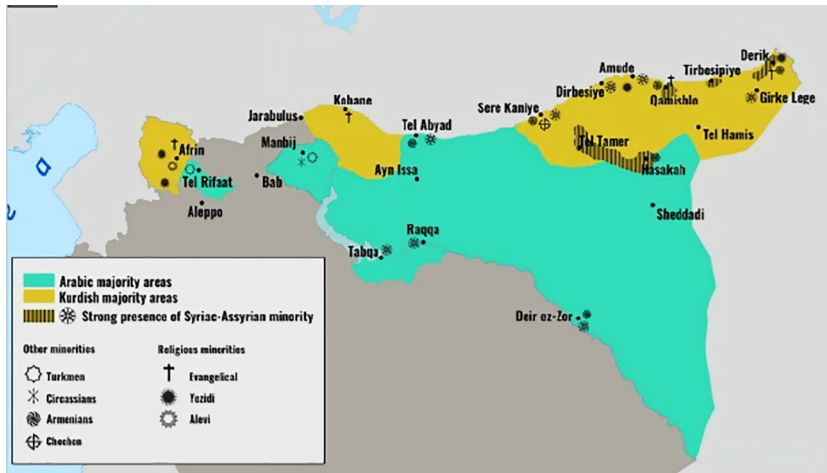 Derik
Amude
Tirbesipiye
Dirbesiye
Qamishlo
Girke Lege
Kobane
Sere Kaniye
Jarabulus
Tel Abyad
Tel Hamis
Manbij
Tel Tamer
Afrin
Hasakah
Tel Rifaat
Bab
Ayn Issa
Aleppo
Sheddadi
Raqqa
Tabqa
Deir ez-Zor
Arabic majority areas
Kurdish majority areas
Strong presence of Syriac-Assyrian minority
Other minorities
Turkmen
Circassians
Armenians
Chechen
Religious minorities
Evangelical
Yezidi
Alevi